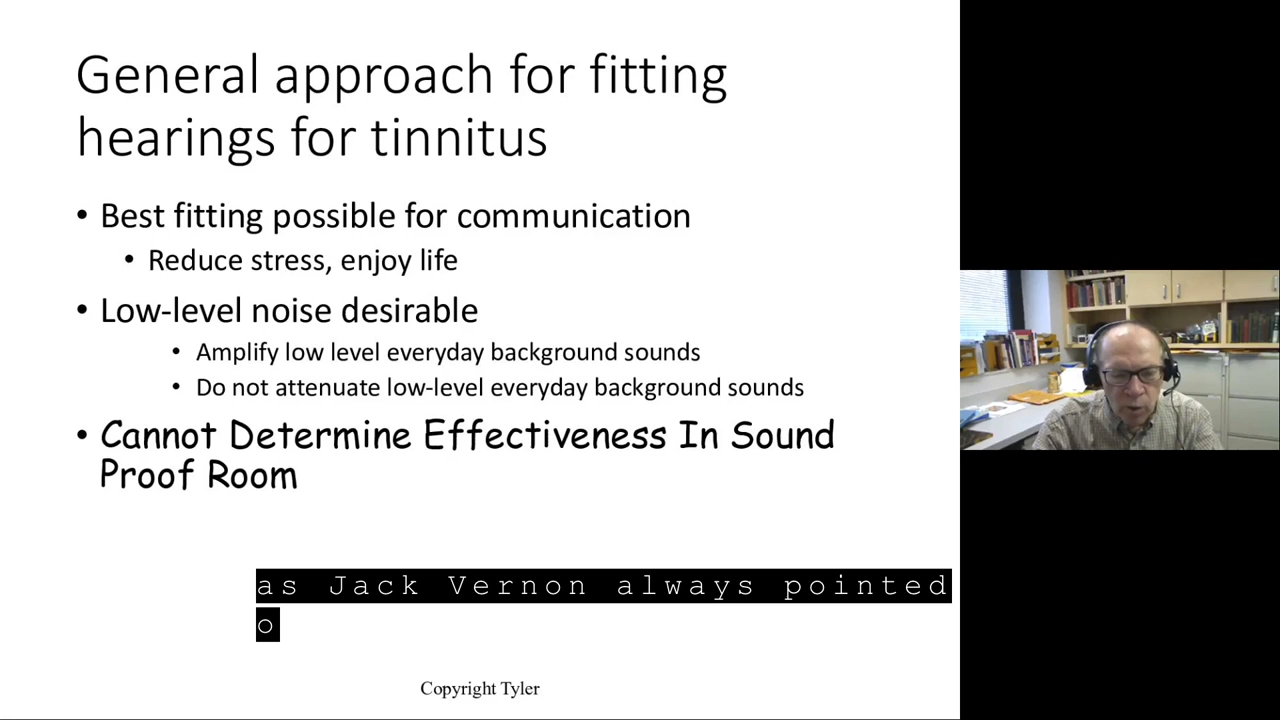 General approach for fitting
hearings for tinnitus
• Best fitting possible for communication
• Reduce stress, enjoy life
• Low-level noise desirable
• Amplify low level everyday background sounds
• Do not attenuate low-level everyday background sounds
• Cannot Determine Effectiveness In Sound
Proof Room
as Jack Vernon always pointed
o
Copyright Tyler